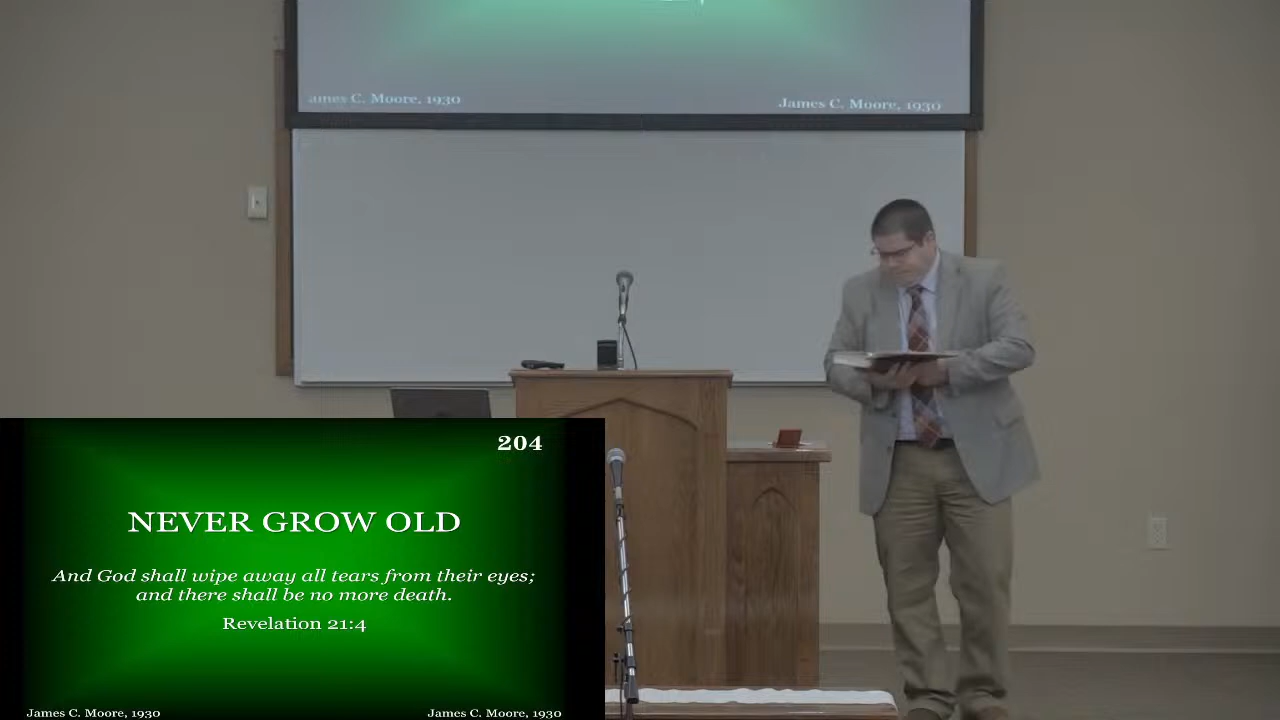 ames C. Moore, 1930
James C. Moore, 1930
204
NEVER GROW OLD
And God shall wipe away all tears from their eyes;
and there shall be no more death.
Revelation 21:4
James C. Moore, 1930
James C. Moore, 1930